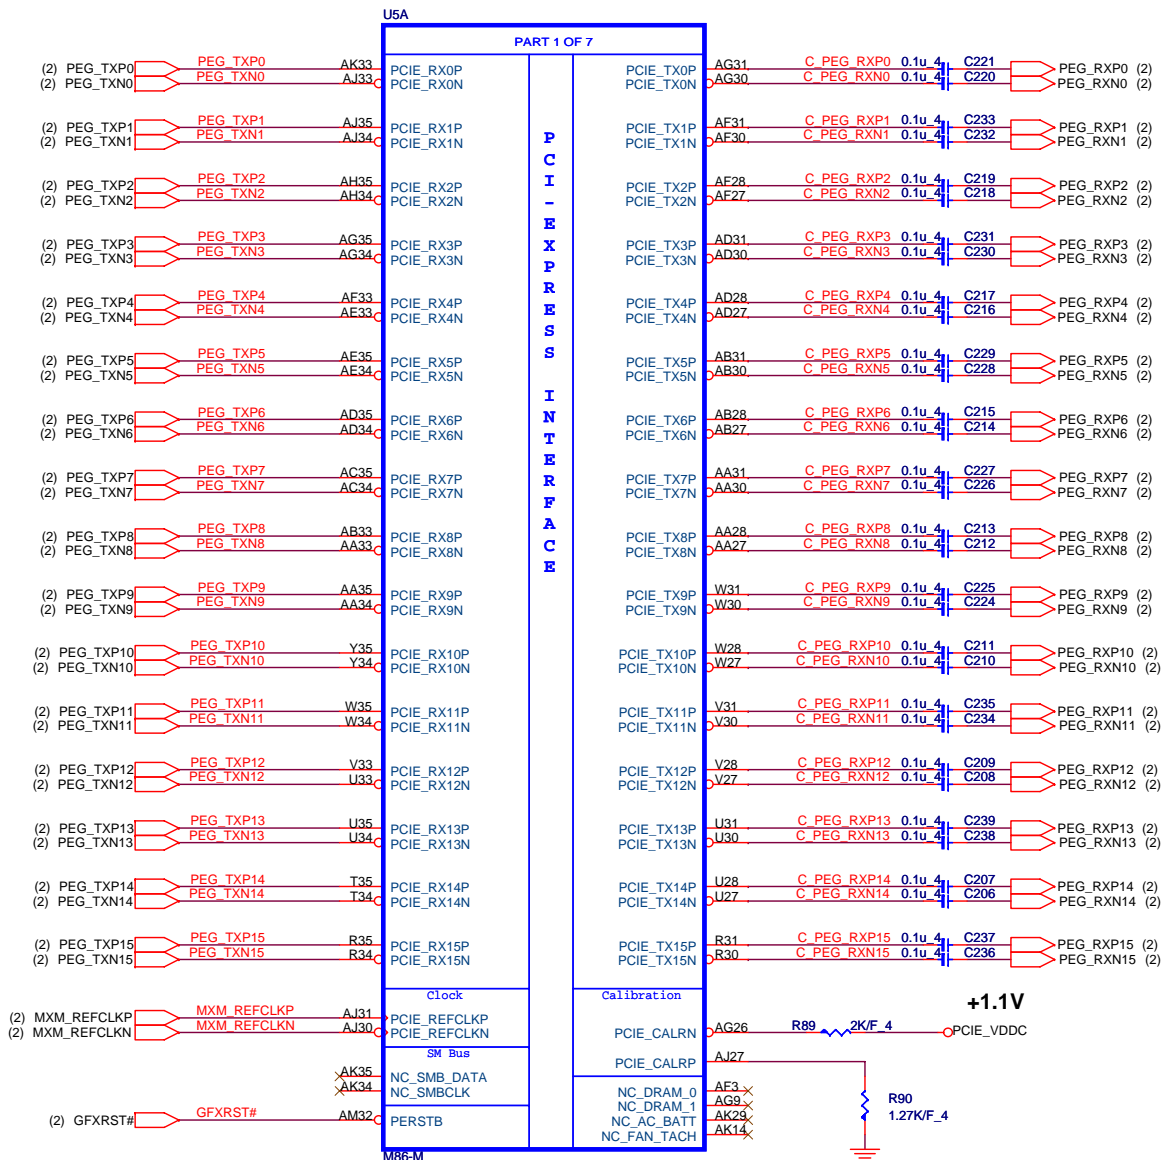 U5A
PART 1 OF 7
(2) PEG_TXP0 PEG_TXP0 AK33 PCIE_RX0P PCIE_TX0P AG31 C_PEG_RXP0 0.1u_4 C221 PEG_RXP0 (2)
(2) PEG_TXN0 PEG_TXN0 AJ33 PCIE_RX0N PCIE_TX0N AG30 C_PEG_RXN0 0.1u_4 C220 PEG_RXN0 (2)
(2) PEG_TXP1 PEG_TXP1 AJ35 PCIE_RX1P PCIE_TX1P AF31 C_PEG_RXP1 0.1u_4 C233 PEG_RXP1 (2)
(2) PEG_TXN1 PEG_TXN1 AJ34 PCIE_RX1N PCIE_TX1N AF30 C_PEG_RXN1 0.1u_4 C232 PEG_RXN1 (2)
(2) PEG_TXP2 PEG_TXP2 AH35 PCIE_RX2P PCIE_TX2P AF28 C_PEG_RXP2 0.1u_4 C219 PEG_RXP2 (2)
(2) PEG_TXN2 PEG_TXN2 AH34 PCIE_RX2N PCIE_TX2N AF27 C_PEG_RXN2 0.1u_4 C218 PEG_RXN2 (2)
(2) PEG_TXP3 PEG_TXP3 AG35 PCIE_RX3P PCIE_TX3P AD31 C_PEG_RXP3 0.1u_4 C231 PEG_RXP3 (2)
(2) PEG_TXN3 PEG_TXN3 AG34 PCIE_RX3N PCIE_TX3N AD30 C_PEG_RXN3 0.1u_4 C230 PEG_RXN3 (2)
(2) PEG_TXP4 PEG_TXP4 AF33 PCIE_RX4P PCIE_TX4P AD28 C_PEG_RXP4 0.1u_4 C217 PEG_RXP4 (2)
(2) PEG_TXN4 PEG_TXN4 AE33 PCIE_RX4N PCIE_TX4N AD27 C_PEG_RXN4 0.1u_4 C216 PEG_RXN4 (2)
(2) PEG_TXP5 PEG_TXP5 AE35 PCIE_RX5P PCIE_TX5P AB31 C_PEG_RXP5 0.1u_4 C229 PEG_RXP5 (2)
(2) PEG_TXN5 PEG_TXN5 AE34 PCIE_RX5N PCIE_TX5N AB30 C_PEG_RXN5 0.1u_4 C228 PEG_RXN5 (2)
(2) PEG_TXP6 PEG_TXP6 AD35 PCIE_RX6P PCIE_TX6P AB28 C_PEG_RXP6 0.1u_4 C215 PEG_RXP6 (2)
(2) PEG_TXN6 PEG_TXN6 AD34 PCIE_RX6N PCIE_TX6N AB27 C_PEG_RXN6 0.1u_4 C214 PEG_RXN6 (2)
(2) PEG_TXP7 PEG_TXP7 AC35 PCIE_RX7P PCIE_TX7P AA31 C_PEG_RXP7 0.1u_4 C227 PEG_RXP7 (2)
(2) PEG_TXN7 PEG_TXN7 AC34 PCIE_RX7N PCIE_TX7N AA30 C_PEG_RXN7 0.1u_4 C226 PEG_RXN7 (2)
(2) PEG_TXP8 PEG_TXP8 AB33 PCIE_RX8P PCIE_TX8P AA28 C_PEG_RXP8 0.1u_4 C213 PEG_RXP8 (2)
(2) PEG_TXN8 PEG_TXN8 AA33 PCIE_RX8N PCIE_TX8N AA27 C_PEG_RXN8 0.1u_4 C212 PEG_RXN8 (2)
(2) PEG_TXP9 PEG_TXP9 AA35 PCIE_RX9P PCIE_TX9P W31 C_PEG_RXP9 0.1u_4 C225 PEG_RXP9 (2)
(2) PEG_TXN9 PEG_TXN9 AA34 PCIE_RX9N PCIE_TX9N W30 C_PEG_RXN9 0.1u_4 C224 PEG_RXN9 (2)
(2) PEG_TXP10 PEG_TXP10 Y35 PCIE_RX10P PCIE_TX10P W28 C_PEG_RXP10 0.1u_4 C211 PEG_RXP10 (2)
(2) PEG_TXN10 PEG_TXN10 Y34 PCIE_RX10N PCIE_TX10N W27 C_PEG_RXN10 0.1u_4 C210 PEG_RXN10 (2)
(2) PEG_TXP11 PEG_TXP11 W35 PCIE_RX11P PCIE_TX11P V31 C_PEG_RXP11 0.1u_4 C235 PEG_RXP11 (2)
(2) PEG_TXN11 PEG_TXN11 W34 PCIE_RX11N PCIE_TX11N V30 C_PEG_RXN11 0.1u_4 C234 PEG_RXN11 (2)
(2) PEG_TXP12 PEG_TXP12 V33 PCIE_RX12P PCIE_TX12P V28 C_PEG_RXP12 0.1u_4 C209 PEG_RXP12 (2)
(2) PEG_TXN12 PEG_TXN12 U33 PCIE_RX12N PCIE_TX12N V27 C_PEG_RXN12 0.1u_4 C208 PEG_RXN12 (2)
(2) PEG_TXP13 PEG_TXP13 U35 PCIE_RX13P PCIE_TX13P U31 C_PEG_RXP13 0.1u_4 C239 PEG_RXP13 (2)
(2) PEG_TXN13 PEG_TXN13 U34 PCIE_RX13N PCIE_TX13N U30 C_PEG_RXN13 0.1u_4 C238 PEG_RXN13 (2)
(2) PEG_TXP14 PEG_TXP14 T35 PCIE_RX14P PCIE_TX14P U28 C_PEG_RXP14 0.1u_4 C207 PEG_RXP14 (2)
(2) PEG_TXN14 PEG_TXN14 T34 PCIE_RX14N PCIE_TX14N U27 C_PEG_RXN14 0.1u_4 C206 PEG_RXN14 (2)
(2) PEG_TXP15 PEG_TXP15 R35 PCIE_RX15P PCIE_TX15P R31 C_PEG_RXP15 0.1u_4 C237 PEG_RXP15 (2)
(2) PEG_TXN15 PEG_TXN15 R34 PCIE_RX15N PCIE_TX15N R30 C_PEG_RXN15 0.1u_4 C236 PEG_RXN15 (2)
PCI-EXPRESS INTERFACE
Clock Calibration +1.1V
(2) MXM_REFCLKP MXM_REFCLKP AJ31 PCIE_REFCLKP
(2) MXM_REFCLKN MXM_REFCLKN AJ30 PCIE_REFCLKN PCIE_CALRN AG26 R89 2K/F_4 PCIE_VDDC
SM Bus PCIE_CALRP AJ27
AK35 NC_SMB_DATA
AK34 NC_SMBCLK NC_DRAM_0 AF3
NC_DRAM_1 AG9 R90
(2) GFXRST# GFXRST# AM32 PERSTB NC_AC_BATT AK29 1.27K/F_4
NC_FAN_TACH AK14
M86-M